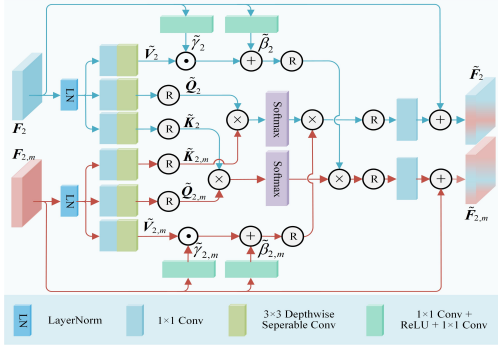 γ̃₂
β̃₂
Ṽ₂
F̃₂
Q̃₂
F₂
LN
R
K̃₂
R
R
R
Softmax
F₂,ₘ
K̃₂,ₘ
R
Softmax
R
LN
Q̃₂,ₘ
R
F̃₂,ₘ
Ṽ₂,ₘ
R
γ̃₂,ₘ
β̃₂,ₘ
LN
LayerNorm
1×1 Conv
3×3 Depthwise
Seperable Conv
1×1 Conv +
ReLU + 1×1 Conv